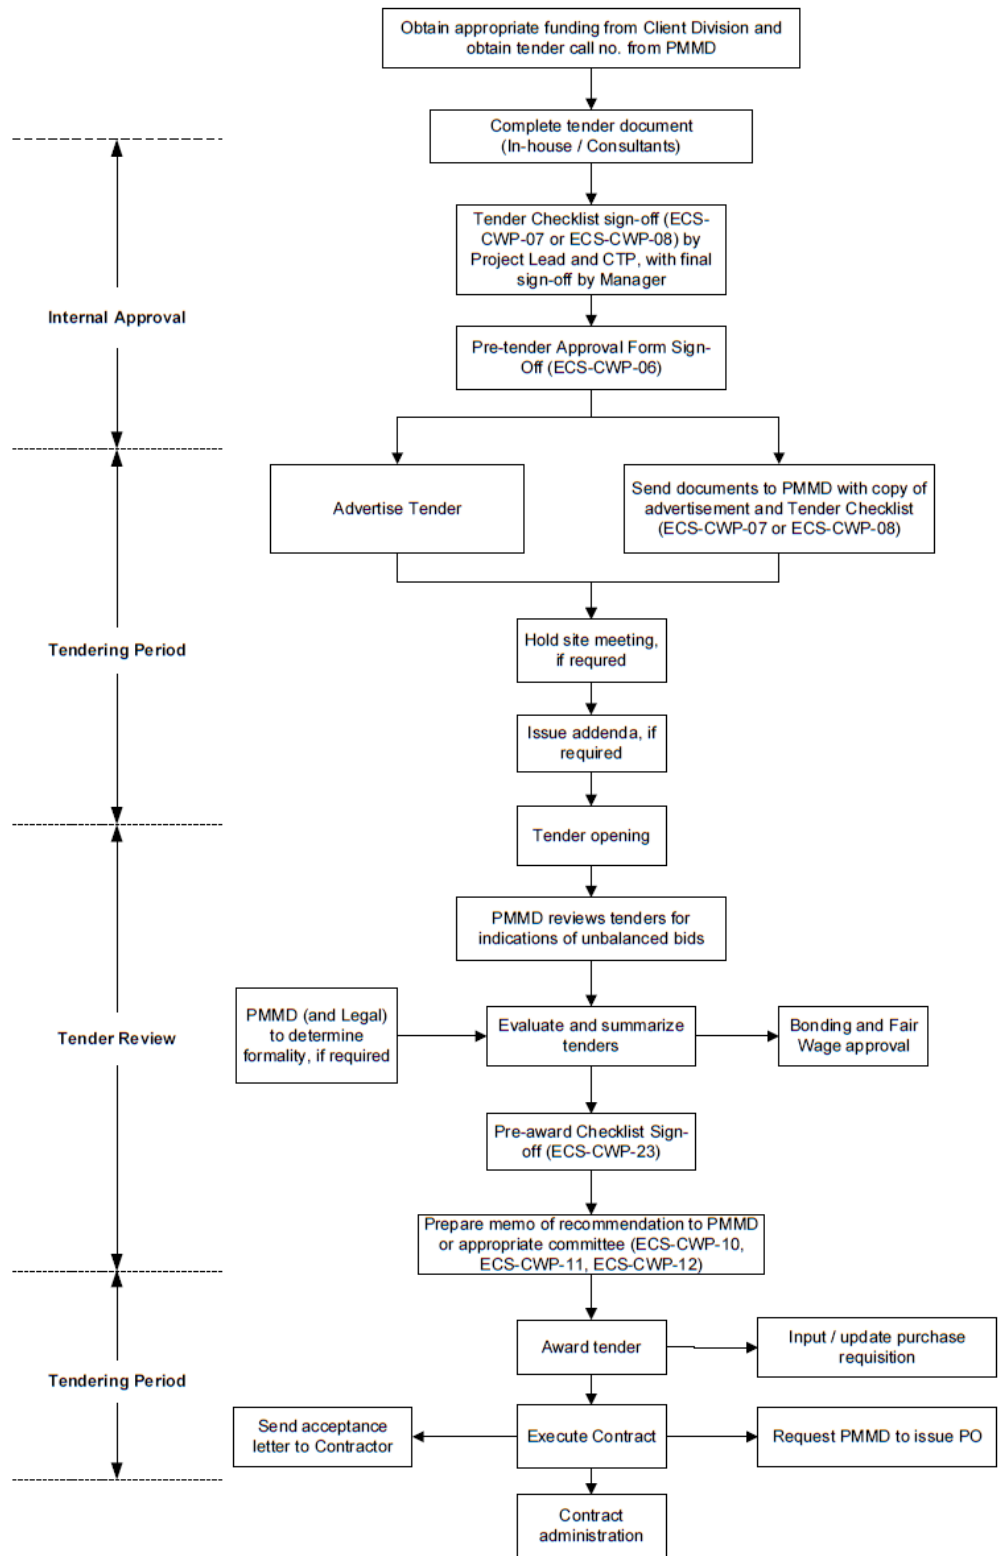 Obtain appropriate funding from Client Division and
obtain tender call no. from PMMD
Complete tender document
(In-house / Consultants)
Tender Checklist sign-off (ECS-
CWP-07 or ECS-CWP-08) by
Project Lead and CTP, with final
sign-off by Manager
Internal Approval
Pre-tender Approval Form Sign-
Off (ECS-CWP-06)
Advertise Tender
Send documents to PMMD with copy of
advertisement and Tender Checklist
(ECS-CWP-07 or ECS-CWP-08)
Hold site meeting,
if requred
Tendering Period
Issue addenda, if
required
Tender opening
PMMD reviews tenders for
indications of unbalanced bids
PMMD (and Legal)
to determine
formality, if required
Evaluate and summarize
tenders
Bonding and Fair
Wage approval
Tender Review
Pre-award Checklist Sign-
off (ECS-CWP-23)
Prepare memo of recommendation to PMMD
or appropriate committee (ECS-CWP-10,
ECS-CWP-11, ECS-CWP-12)
Award tender
Input / update purchase
requisition
Tendering Period
Send acceptance
letter to Contractor
Execute Contract
Request PMMD to issue PO
Contract
administration